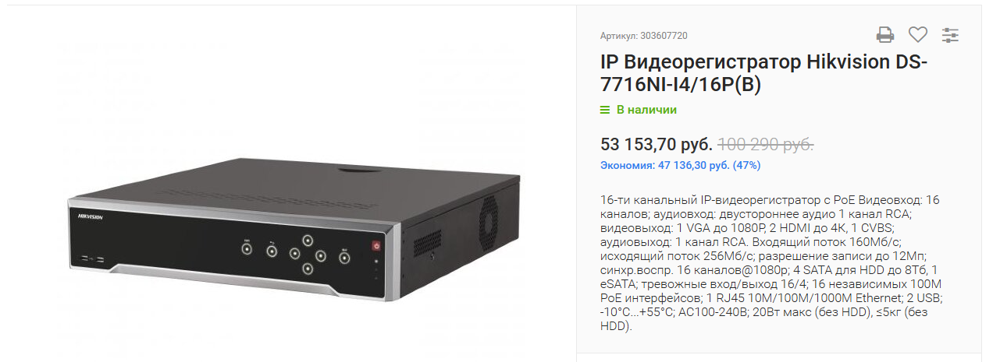 HIKVISION
Артикул: 303607720
IP Видеорегистратор Hikvision DS-
7716NI-I4/16P(B)
В наличии
53 153,70 руб. 100 290 руб.
Экономия: 47 136,30 руб. (47%)
16-ти канальный IP-видеорегистратор с PoE Видеовход: 16
каналов; аудиовход: двустороннее аудио 1 канал RCA;
видеовыход: 1 VGA до 1080Р, 2 HDMI до 4К, 1 CVBS;
аудиовыход: 1 канал RCA. Входящий поток 160Мб/с;
исходящий поток 256Мб/с; разрешение записи до 12Мп;
синхр.воспр. 16 каналов@1080p; 4 SATA для HDD до 8Тб, 1
eSATA; тревожные вход/выход 16/4; 16 независимых 100М
PoE интерфейсов; 1 RJ45 10M/100M/1000M Ethernet; 2 USB;
-10°C...+55°C; AC100-240В; 20Вт макс (без HDD), ≤5кг (без
HDD).